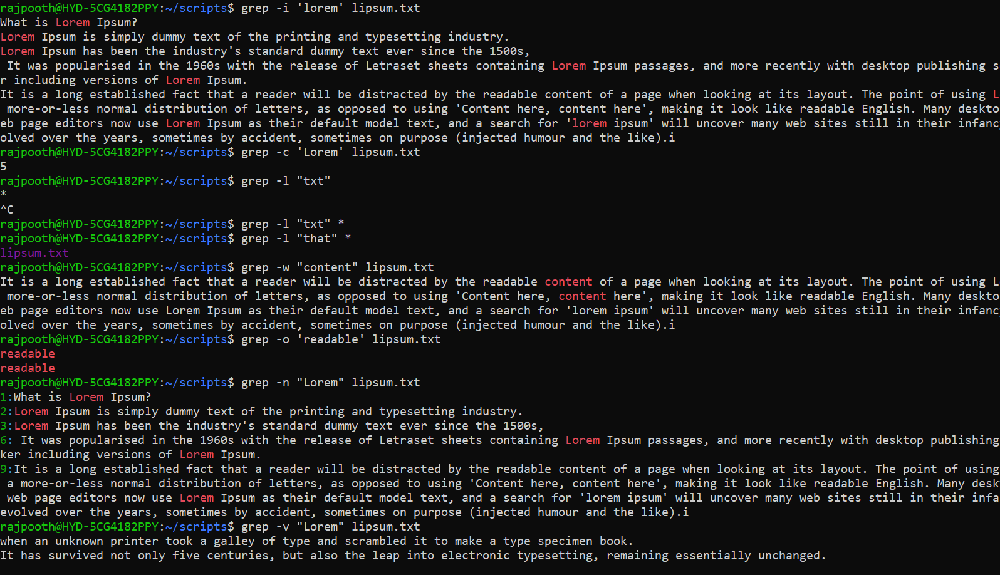 rajpooth@HYD-5CG4182PPY:~/scripts$ grep -i 'lorem' lipsum.txt
What is Lorem Ipsum?
Lorem Ipsum is simply dummy text of the printing and typesetting industry.
Lorem Ipsum has been the industry's standard dummy text ever since the 1500s,
 It was popularised in the 1960s with the release of Letraset sheets containing Lorem Ipsum passages, and more recently with desktop publishing s
r including versions of Lorem Ipsum.
It is a long established fact that a reader will be distracted by the readable content of a page when looking at its layout. The point of using L
 more-or-less normal distribution of letters, as opposed to using 'Content here, content here', making it look like readable English. Many deskto
eb page editors now use Lorem Ipsum as their default model text, and a search for 'lorem ipsum' will uncover many web sites still in their infanc
olved over the years, sometimes by accident, sometimes on purpose (injected humour and the like).i
rajpooth@HYD-5CG4182PPY:~/scripts$ grep -c 'Lorem' lipsum.txt
5
rajpooth@HYD-5CG4182PPY:~/scripts$ grep -l "txt"
*
^C
rajpooth@HYD-5CG4182PPY:~/scripts$ grep -l "txt" *
rajpooth@HYD-5CG4182PPY:~/scripts$ grep -l "that" *
lipsum.txt
rajpooth@HYD-5CG4182PPY:~/scripts$ grep -w "content" lipsum.txt
It is a long established fact that a reader will be distracted by the readable content of a page when looking at its layout. The point of using L
 more-or-less normal distribution of letters, as opposed to using 'Content here, content here', making it look like readable English. Many deskto
eb page editors now use Lorem Ipsum as their default model text, and a search for 'lorem ipsum' will uncover many web sites still in their infanc
olved over the years, sometimes by accident, sometimes on purpose (injected humour and the like).i
rajpooth@HYD-5CG4182PPY:~/scripts$ grep -o 'readable' lipsum.txt
readable
readable
rajpooth@HYD-5CG4182PPY:~/scripts$ grep -n "Lorem" lipsum.txt
1:What is Lorem Ipsum?
2:Lorem Ipsum is simply dummy text of the printing and typesetting industry.
3:Lorem Ipsum has been the industry's standard dummy text ever since the 1500s,
6: It was popularised in the 1960s with the release of Letraset sheets containing Lorem Ipsum passages, and more recently with desktop publishing
ker including versions of Lorem Ipsum.
9:It is a long established fact that a reader will be distracted by the readable content of a page when looking at its layout. The point of using
 a more-or-less normal distribution of letters, as opposed to using 'Content here, content here', making it look like readable English. Many desk
 web page editors now use Lorem Ipsum as their default model text, and a search for 'lorem ipsum' will uncover many web sites still in their infa
evolved over the years, sometimes by accident, sometimes on purpose (injected humour and the like).i
rajpooth@HYD-5CG4182PPY:~/scripts$ grep -v "Lorem" lipsum.txt
when an unknown printer took a galley of type and scrambled it to make a type specimen book.
It has survived not only five centuries, but also the leap into electronic typesetting, remaining essentially unchanged.